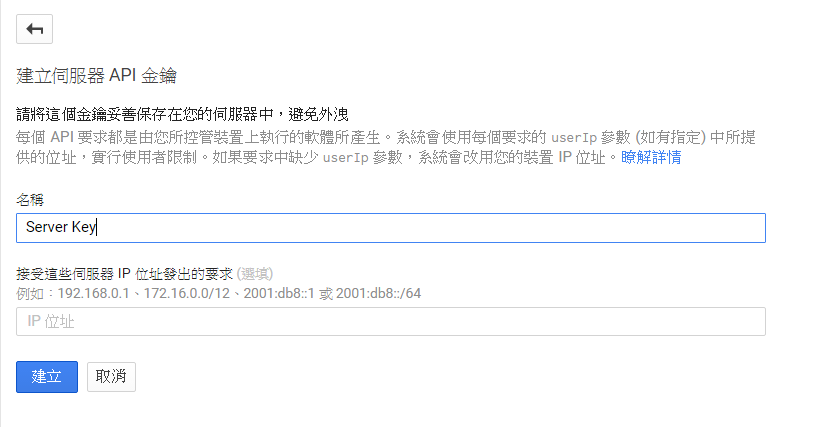 建立伺服器 API 金鑰
請將這個金鑰妥善保存在您的伺服器中，避免外洩
每個 API 要求都是由您所控管裝置上執行的軟體所產生。系統會使用每個要求的 userIp 參數 (如有指定) 中所提
供的位址，實行使用者限制。如果要求中缺少 userIp 參數，系統會改用您的裝置 IP 位址。瞭解詳情
名稱
Server Key
接受這些伺服器 IP 位址發出的要求 (選填)
例如：192.168.0.1、172.16.0.0/12、2001:db8::1 或 2001:db8::/64
IP 位址
建立 取消